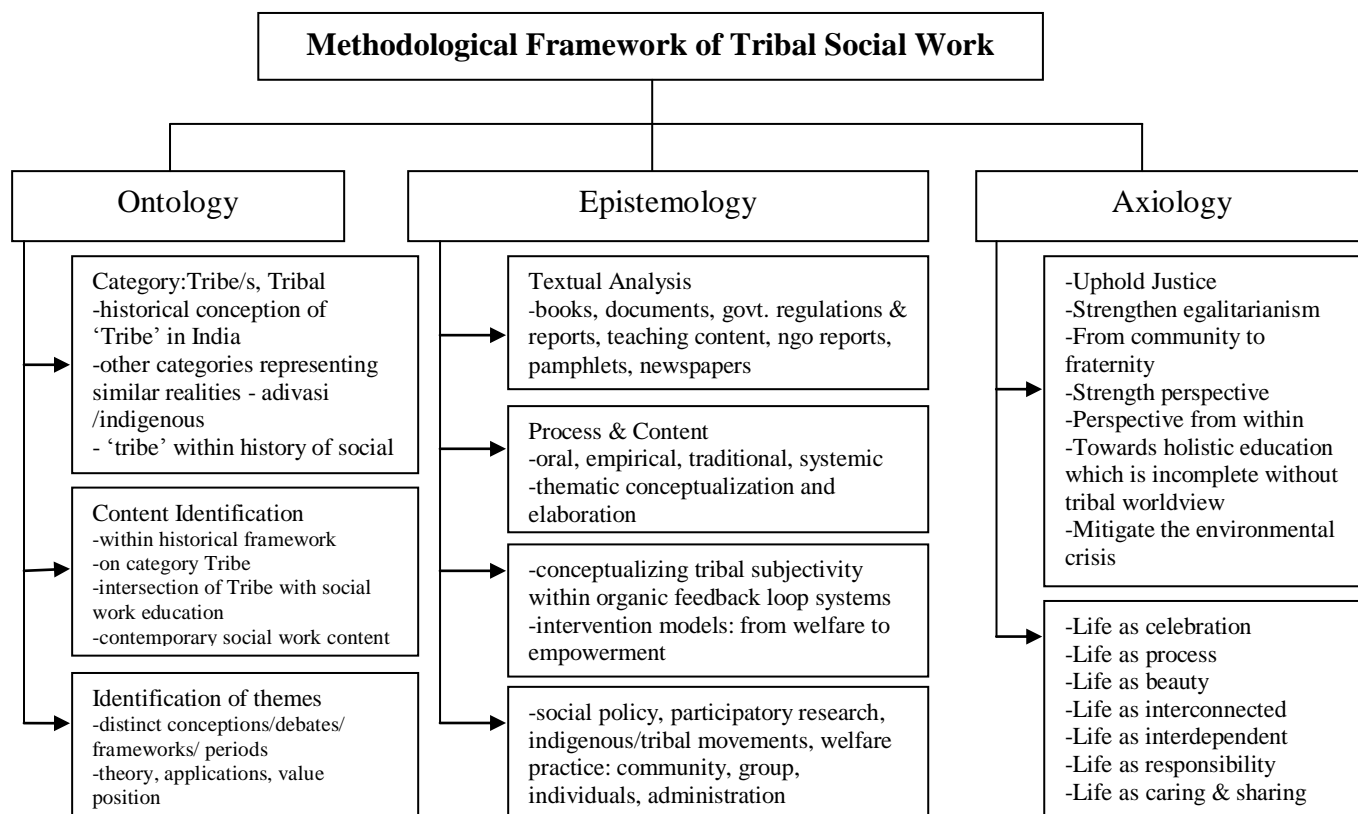 Methodological Framework of Tribal Social Work
Ontology
Category:Tribe/s, Tribal
-historical conception of
‘Tribe’ in India
-other categories representing
similar realities - adivasi
/indigenous
- ‘tribe’ within history of social
Content Identification
-within historical framework
-on category Tribe
-intersection of Tribe with social
work education
-contemporary social work content
Identification of themes
-distinct conceptions/debates/
frameworks/ periods
-theory, applications, value
position
Epistemology
Textual Analysis
-books, documents, govt. regulations &
reports, teaching content, ngo reports,
pamphlets, newspapers
Process & Content
-oral, empirical, traditional, systemic
-thematic conceptualization and
elaboration
-conceptualizing tribal subjectivity
within organic feedback loop systems
-intervention models: from welfare to
empowerment
-social policy, participatory research,
indigenous/tribal movements, welfare
practice: community, group,
individuals, administration
Axiology
-Uphold Justice
-Strengthen egalitarianism
-From community to
fraternity
-Strength perspective
-Perspective from within
-Towards holistic education
which is incomplete without
tribal worldview
-Mitigate the environmental
crisis
-Life as celebration
-Life as process
-Life as beauty
-Life as interconnected
-Life as interdependent
-Life as responsibility
-Life as caring & sharing